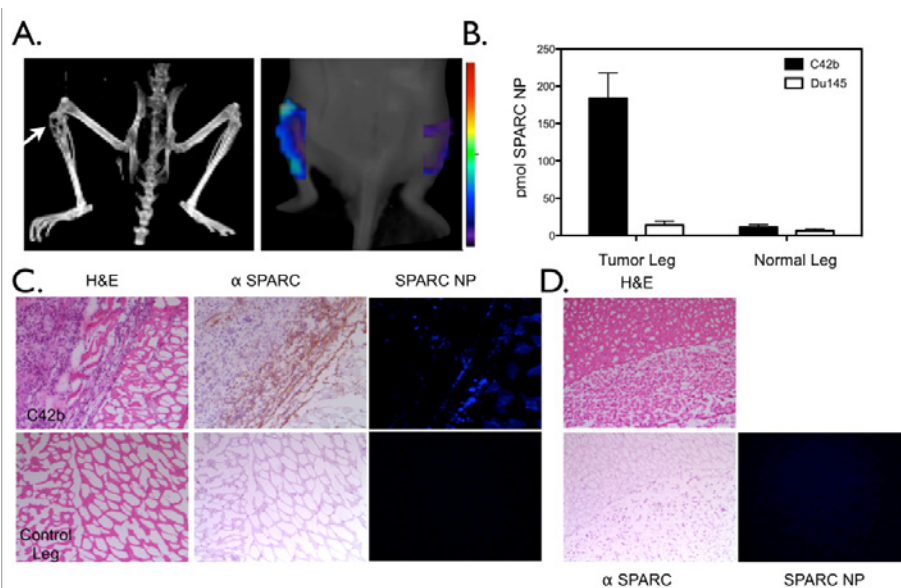 A.
B.
250
200
150
100
50
0
pmol SPARC NP
C42b
Du145
Tumor Leg
Normal Leg
C.
H&E
α SPARC
SPARC NP
C42b
Control
Leg
D.
H&E
α SPARC
SPARC NP